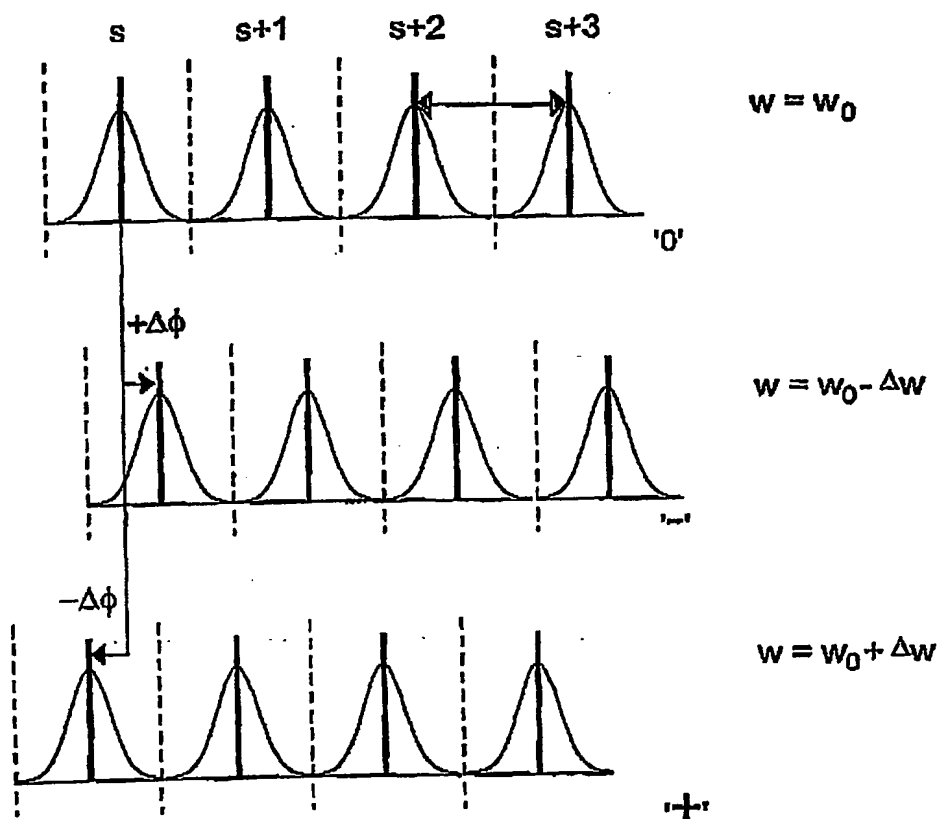 s s+1 s+2 s+3
w = w₀
'0'
+Δϕ
w = w₀ - Δw
'-'
−Δϕ
w = w₀ + Δw
'+'